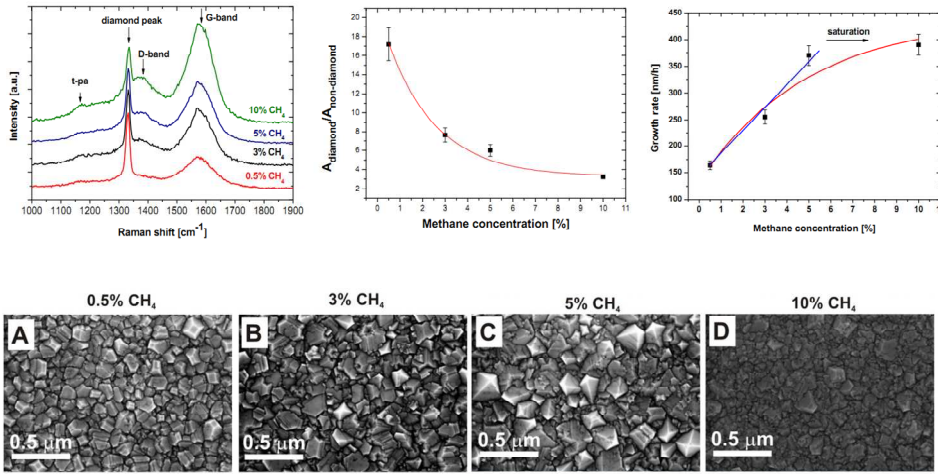 t-pa
diamond peak
D-band
G-band
10% CH4
5% CH4
3% CH4
0.5% CH4
Intensity [a.u.]
1000 1100 1200 1300 1400 1500 1600 1700 1800 1900
Raman shift [cm-1]
18
16
14
12
10
8
6
4
2
Adiamond/Anon-diamond
0 1 2 3 4 5 6 7 8 9 10 11
Methane concentration [%]
saturation
450
400
350
300
250
200
150
100
Growth rate [nm/h]
0 1 2 3 4 5 6 7 8 9 10
Methane concentration [%]
0.5% CH4
3% CH4
5% CH4
10% CH4
A
B
C
D
0.5 µm
0.5 µm
0.5 µm
0.5 µm